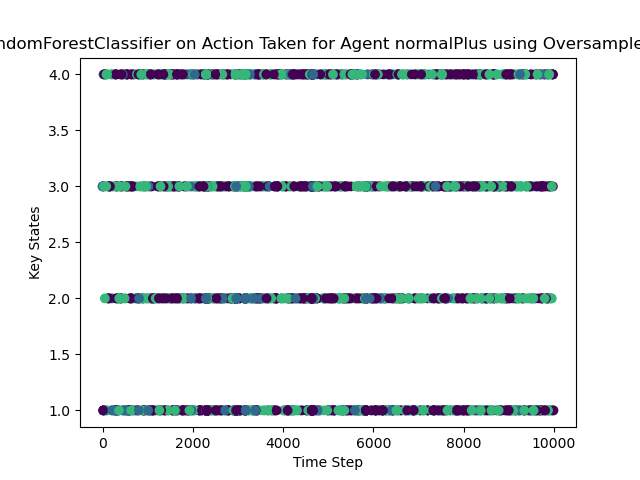 ndomForestClassifier on Action Taken for Agent normalPlus using Oversample
4.0
3.5
3.0
2.5
2.0
1.5
1.0
Key States
0 2000 4000 6000 8000 10000
Time Step